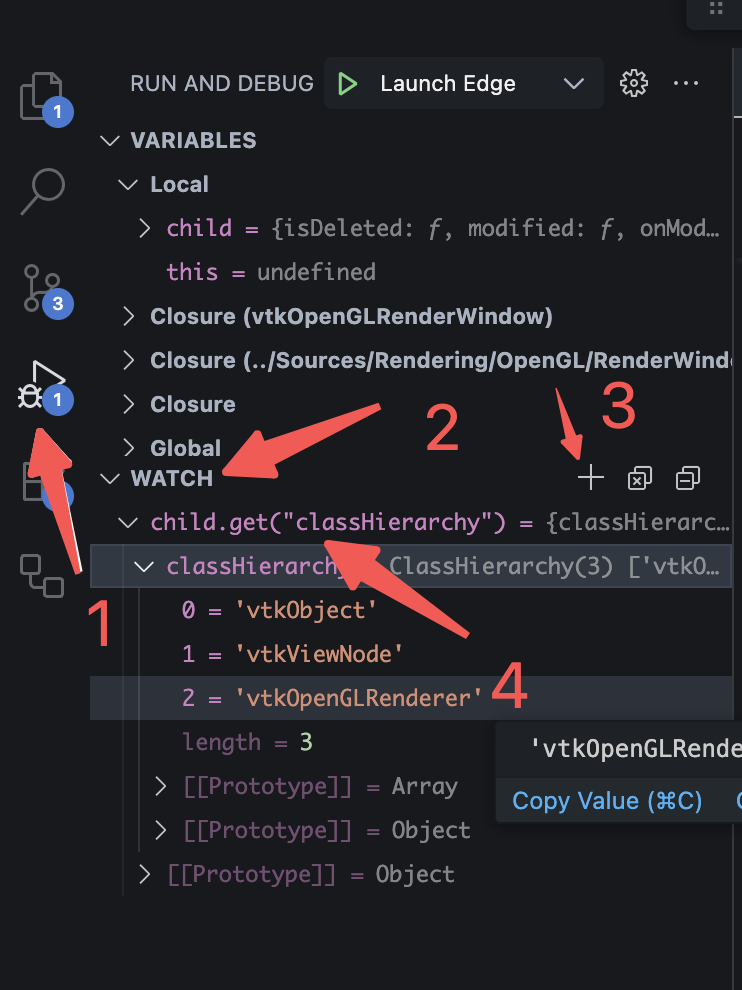 RUN AND DEBUG Launch Edge
1
VARIABLES
Local
child = {isDeleted: ƒ, modified: ƒ, onMod…
this = undefined
3
Closure (vtkOpenGLRenderWindow)
Closure (../Sources/Rendering/OpenGL/RenderWind
1
Closure
2
3
Global
WATCH
child.get("classHierarchy") = {classHierarc…
classHierarchy ClassHierarchy(3) ['vtkO…
0 = 'vtkObject'
1
1 = 'vtkViewNode'
2 = 'vtkOpenGLRenderer'
4
length = 3
'vtkOpenGLRende
[[Prototype]] = Array
Copy Value (⌘C)
[[Prototype]] = Object
[[Prototype]] = Object